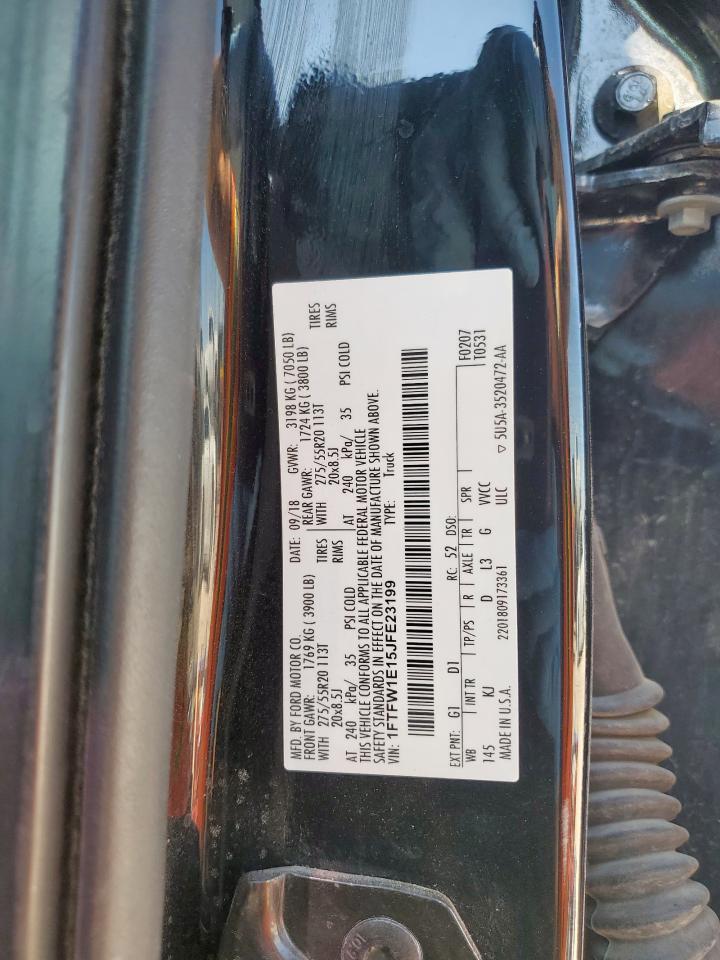 MFD. BY FORD MOTOR CO. DATE: 09/18 GVWR: 3198 KG ( 7050 LB)
FRONT GAWR: 1769 KG ( 3900 LB) REAR GAWR: 1724 KG ( 3800 LB)
WITH 275/55R20 113T TIRES WITH 275/55R20 113T TIRES
20x8.5J RIMS 20x8.5J RIMS
AT 240 kPa/ 35 PSI COLD AT 240 kPa/ 35 PSI COLD
THIS VEHICLE CONFORMS TO ALL APPLICABLE FEDERAL MOTOR VEHICLE
SAFETY STANDARDS IN EFFECT ON THE DATE OF MANUFACTURE SHOWN ABOVE.
VIN: 1FTFW1E15JFE23199 TYPE: Truck
F0207
EXT PNT: G1 D1 RC: 52 DSO: T0531
WB INT TR TP/PS R AXLE TR SPR
145 KJ D L3 G VVCC
MADE IN U.S.A. 2201809173361 ULC ▽ 5U5A-3520472-AA